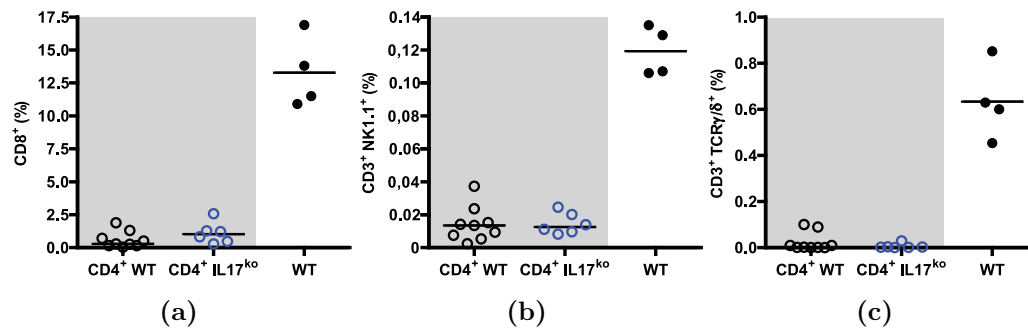 CD8⁺ (%)
17.5
15.0
12.5
10.0
7.5
5.0
2.5
0.0
CD4⁺ WT CD4⁺ IL17ᵏᵒ WT
(a)
CD3⁺ NK1.1⁺ (%)
0,14
0,12
0,10
0,08
0,06
0,04
0,02
0,0
CD4⁺ WT CD4⁺ IL17ᵏᵒ WT
(b)
CD3⁺ TCRγ/δ⁺ (%)
1.0
0.8
0.6
0.4
0.2
0.0
CD4⁺ WT CD4⁺ IL17ᵏᵒ WT
(c)